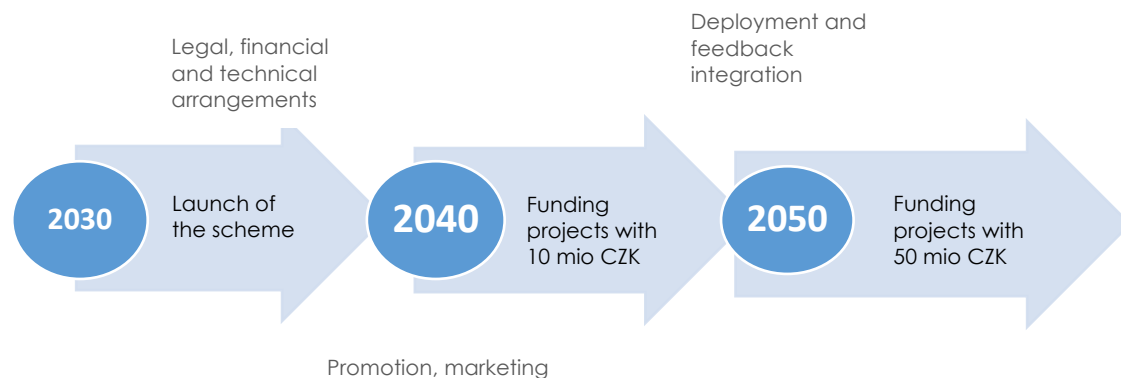 Legal, financial
and technical
arrangements
Deployment and
feedback
integration
2030
Launch of
the scheme
2040
Funding
projects with
10 mio CZK
2050
Funding
projects with
50 mio CZK
Promotion, marketing